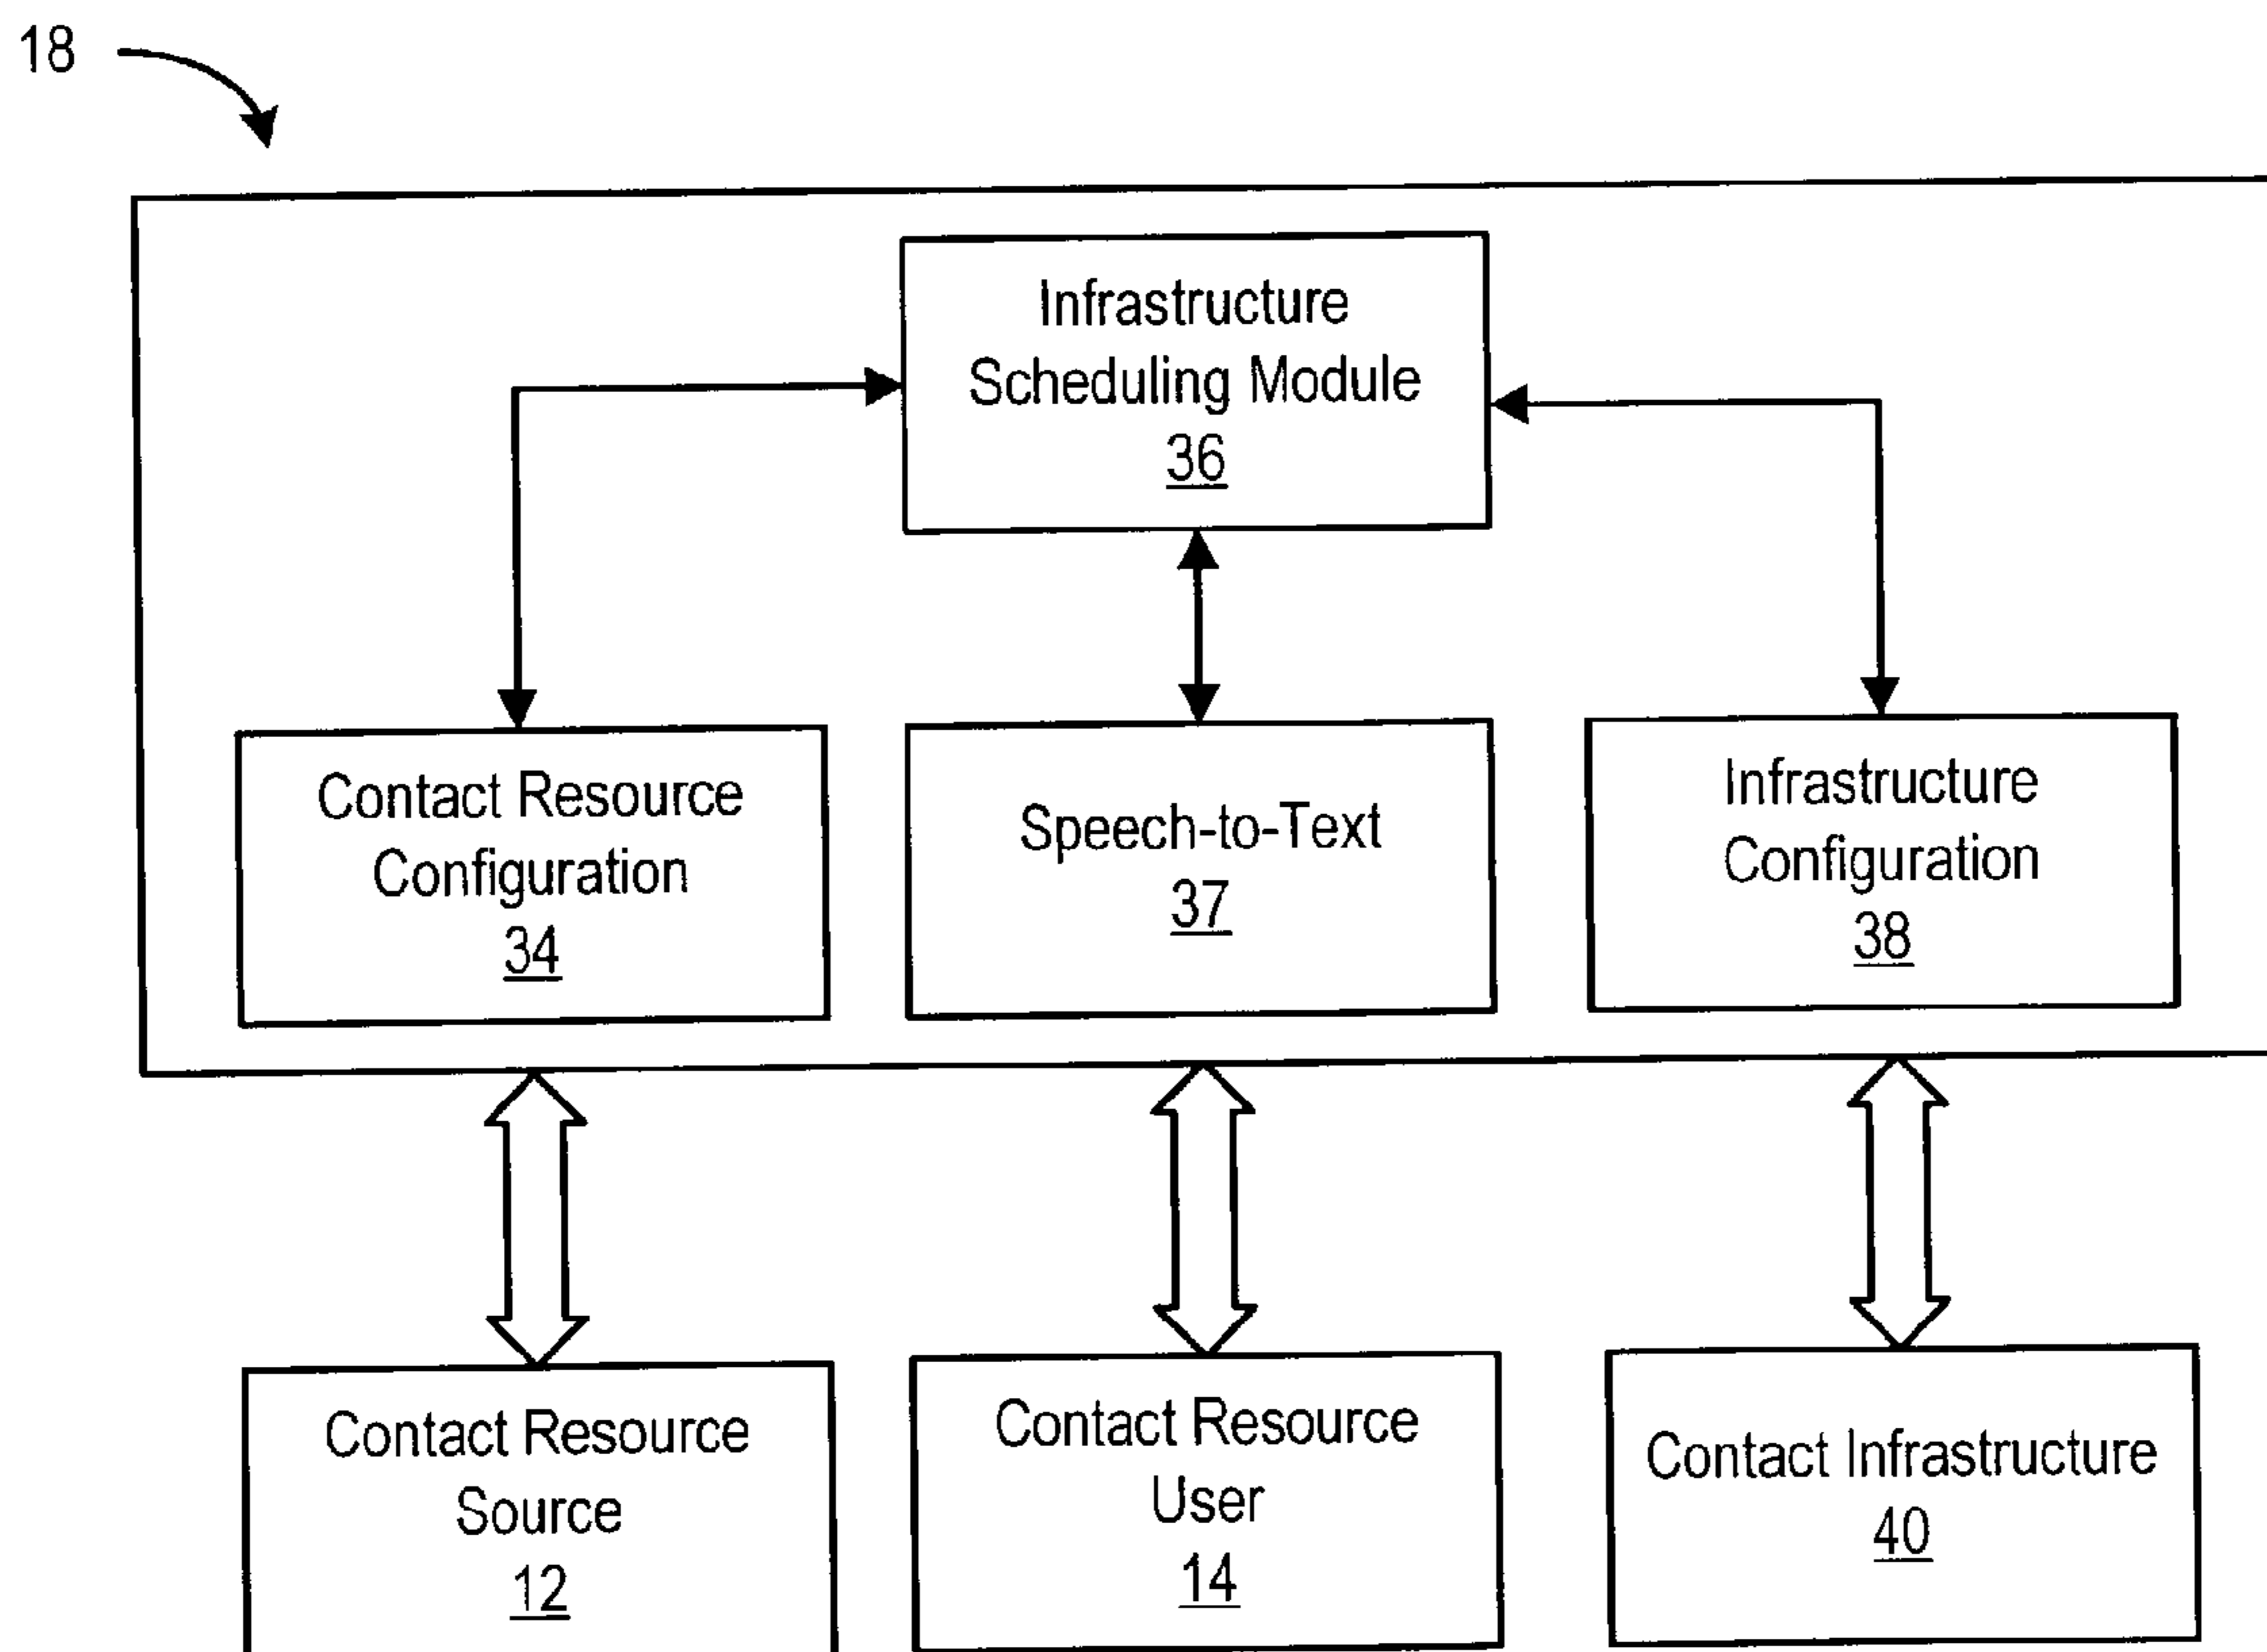 18
Infrastructure
Scheduling Module
36
Contact Resource
Configuration
34
Speech-to-Text
37
Infrastructure
Configuration
38
Contact Resource
Source
12
Contact Resource
User
14
Contact Infrastructure
40